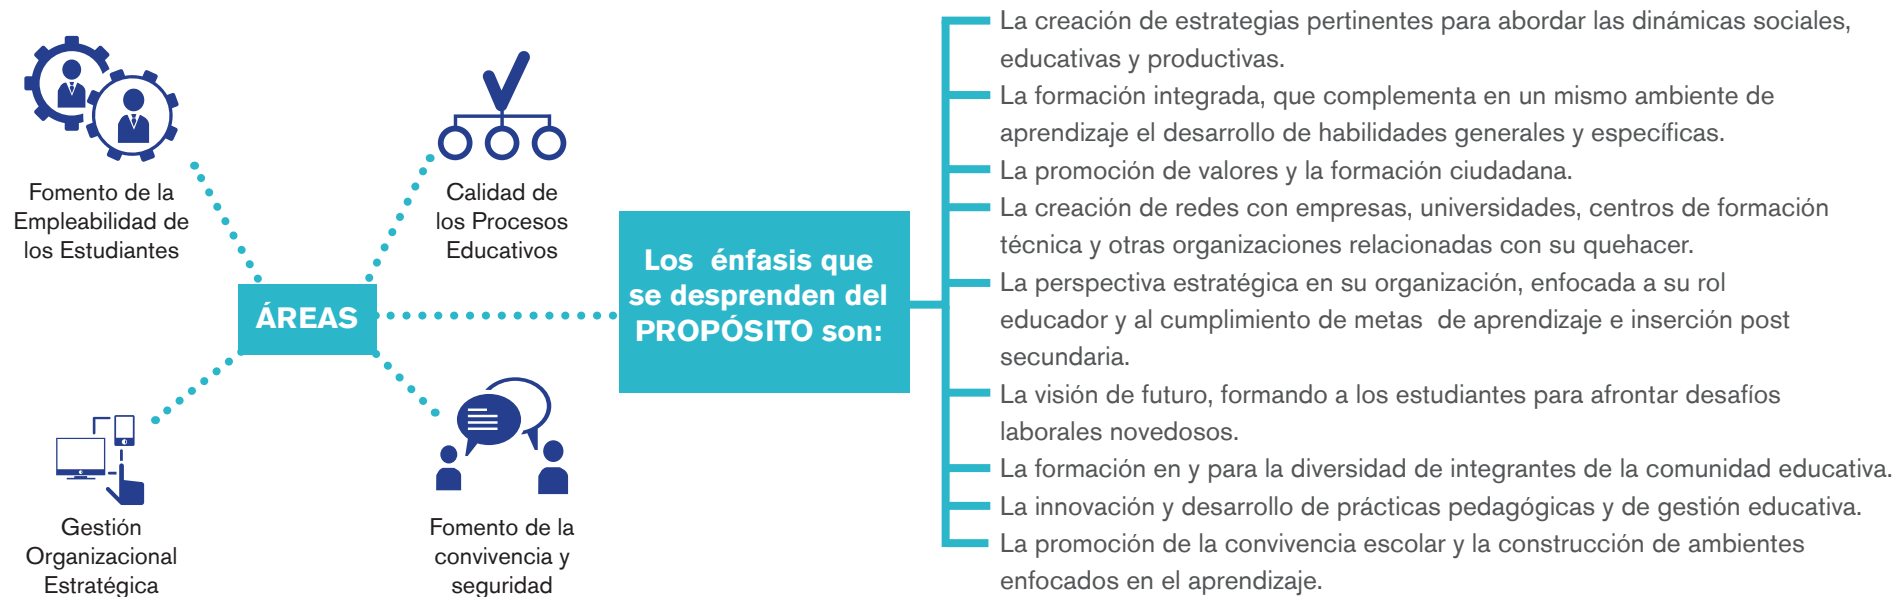 Fomento de la
Empleabilidad de
los Estudiantes
Calidad de
los Procesos
Educativos
ÁREAS
Gestión
Organizacional
Estratégica
Fomento de la
convivencia y
seguridad
Los énfasis que
se desprenden del
PROPÓSITO son:
La creación de estrategias pertinentes para abordar las dinámicas sociales,
educativas y productivas.
La formación integrada, que complementa en un mismo ambiente de
aprendizaje el desarrollo de habilidades generales y específicas.
La promoción de valores y la formación ciudadana.
La creación de redes con empresas, universidades, centros de formación
técnica y otras organizaciones relacionadas con su quehacer.
La perspectiva estratégica en su organización, enfocada a su rol
educador y al cumplimiento de metas de aprendizaje e inserción post
secundaria.
La visión de futuro, formando a los estudiantes para afrontar desafíos
laborales novedosos.
La formación en y para la diversidad de integrantes de la comunidad educativa.
La innovación y desarrollo de prácticas pedagógicas y de gestión educativa.
La promoción de la convivencia escolar y la construcción de ambientes
enfocados en el aprendizaje.